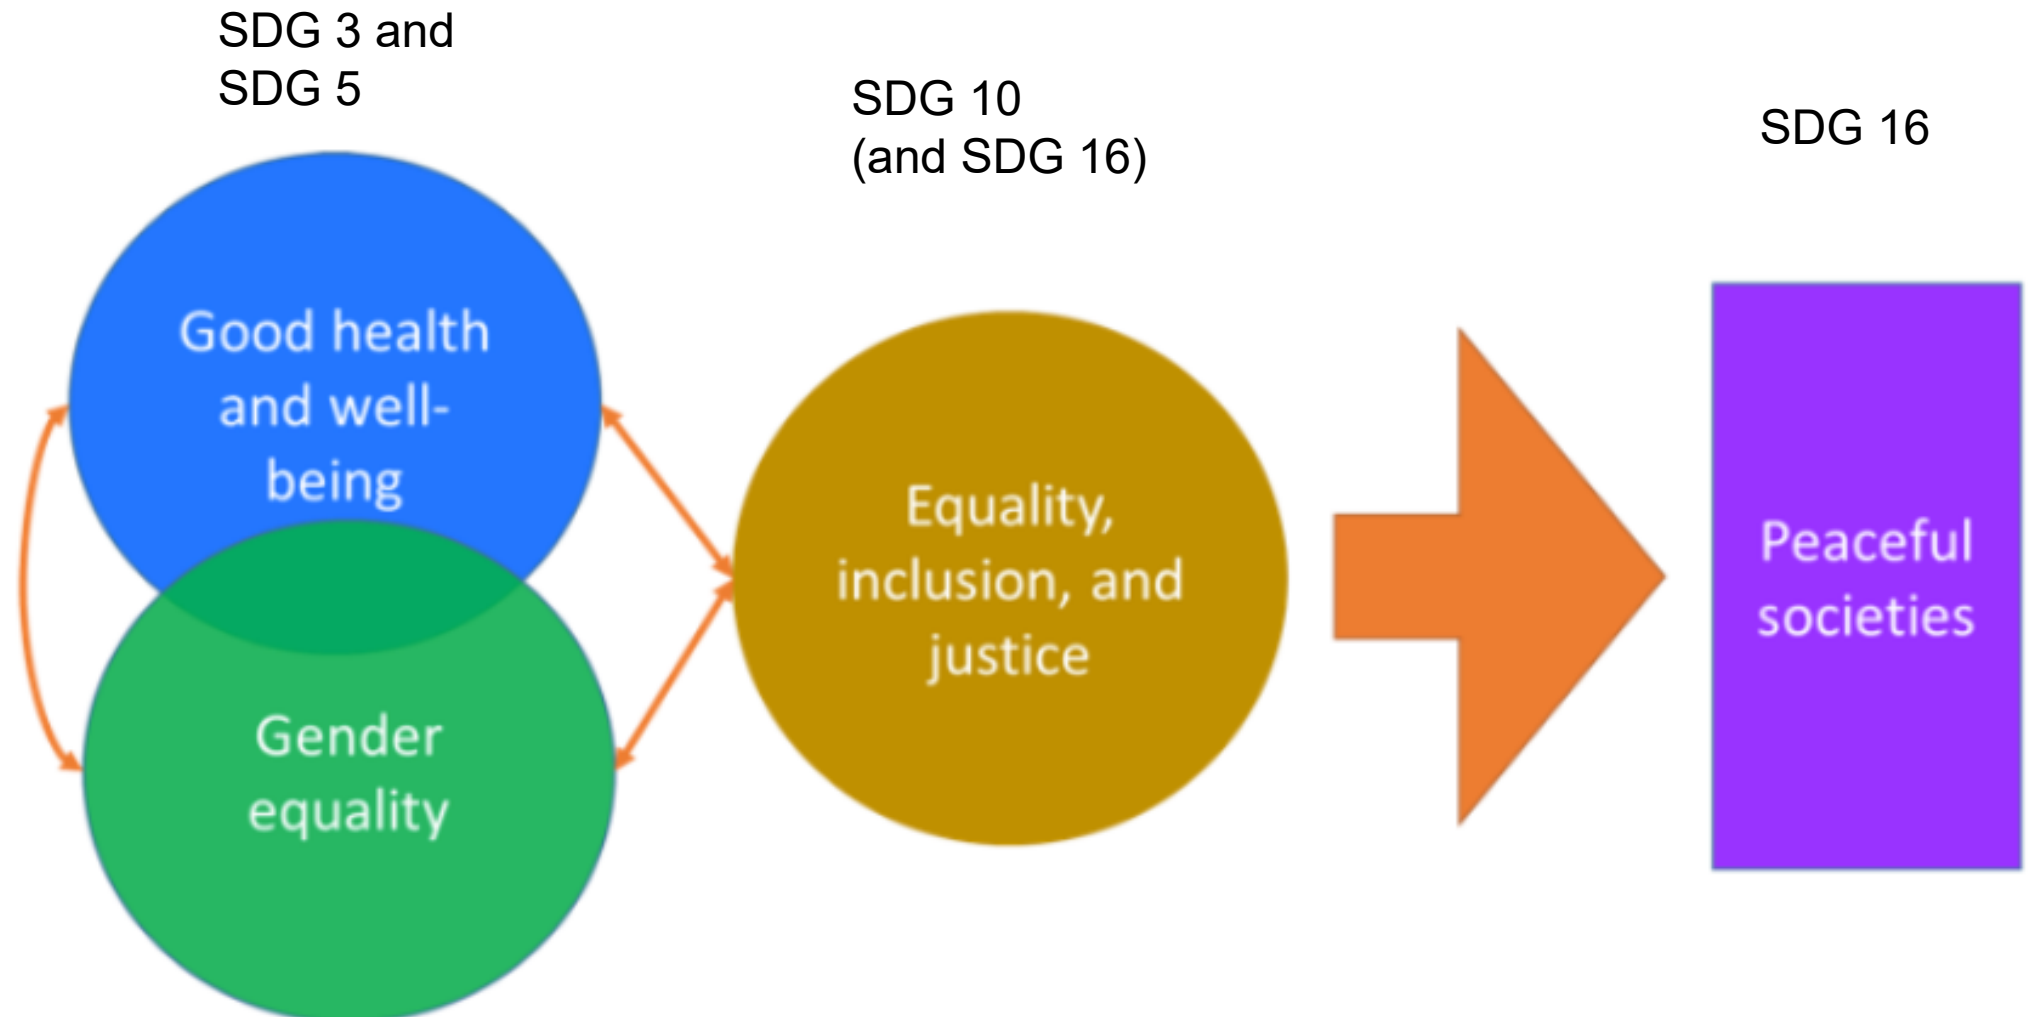 SDG 3 and
SDG 5
SDG 10
(and SDG 16)
SDG 16
Good health
and well-
being
Gender
equality
Equality,
inclusion, and
justice
Peaceful
societies